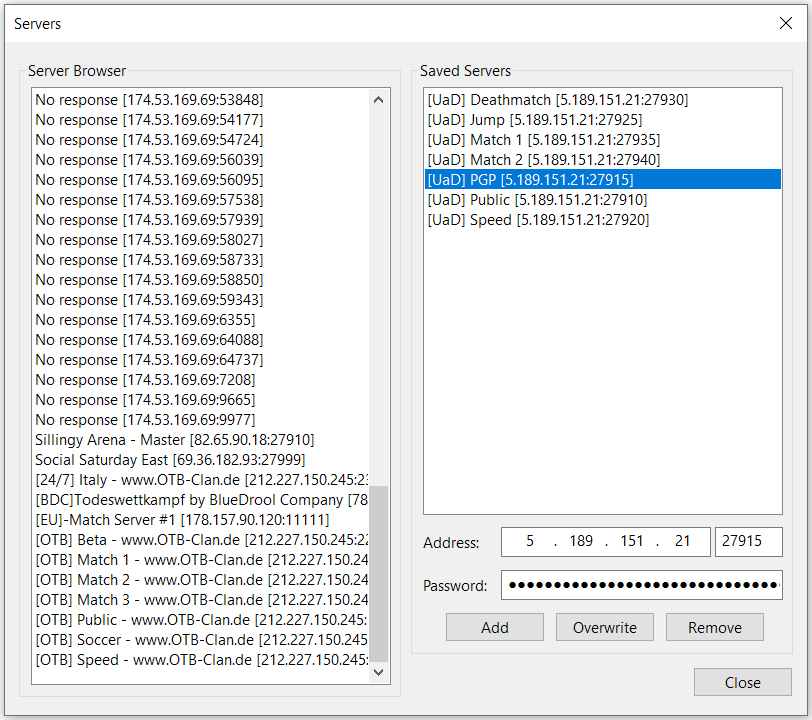 Servers
Server Browser
No response [174.53.169.69:53848]
No response [174.53.169.69:54177]
No response [174.53.169.69:54724]
No response [174.53.169.69:56039]
No response [174.53.169.69:56095]
No response [174.53.169.69:57538]
No response [174.53.169.69:57939]
No response [174.53.169.69:58027]
No response [174.53.169.69:58733]
No response [174.53.169.69:58850]
No response [174.53.169.69:59343]
No response [174.53.169.69:6355]
No response [174.53.169.69:64088]
No response [174.53.169.69:64737]
No response [174.53.169.69:7208]
No response [174.53.169.69:9665]
No response [174.53.169.69:9977]
Sillingy Arena - Master [82.65.90.18:27910]
Social Saturday East [69.36.182.93:27999]
[24/7] Italy - www.OTB-Clan.de [212.227.150.245:23
[BDC]Todeswettkampf by BlueDrool Company [78
[EU]-Match Server #1 [178.157.90.120:11111]
[OTB] Beta - www.OTB-Clan.de [212.227.150.245:22
[OTB] Match 1 - www.OTB-Clan.de [212.227.150.24
[OTB] Match 2 - www.OTB-Clan.de [212.227.150.24
[OTB] Match 3 - www.OTB-Clan.de [212.227.150.24
[OTB] Public - www.OTB-Clan.de [212.227.150.245:
[OTB] Soccer - www.OTB-Clan.de [212.227.150.245
[OTB] Speed - www.OTB-Clan.de [212.227.150.245:
Saved Servers
[UaD] Deathmatch [5.189.151.21:27930]
[UaD] Jump [5.189.151.21:27925]
[UaD] Match 1 [5.189.151.21:27935]
[UaD] Match 2 [5.189.151.21:27940]
[UaD] PGP [5.189.151.21:27915]
[UaD] Public [5.189.151.21:27910]
[UaD] Speed [5.189.151.21:27920]
Address: 5 . 189 . 151 . 21 27915
Password:
Add Overwrite Remove
Close